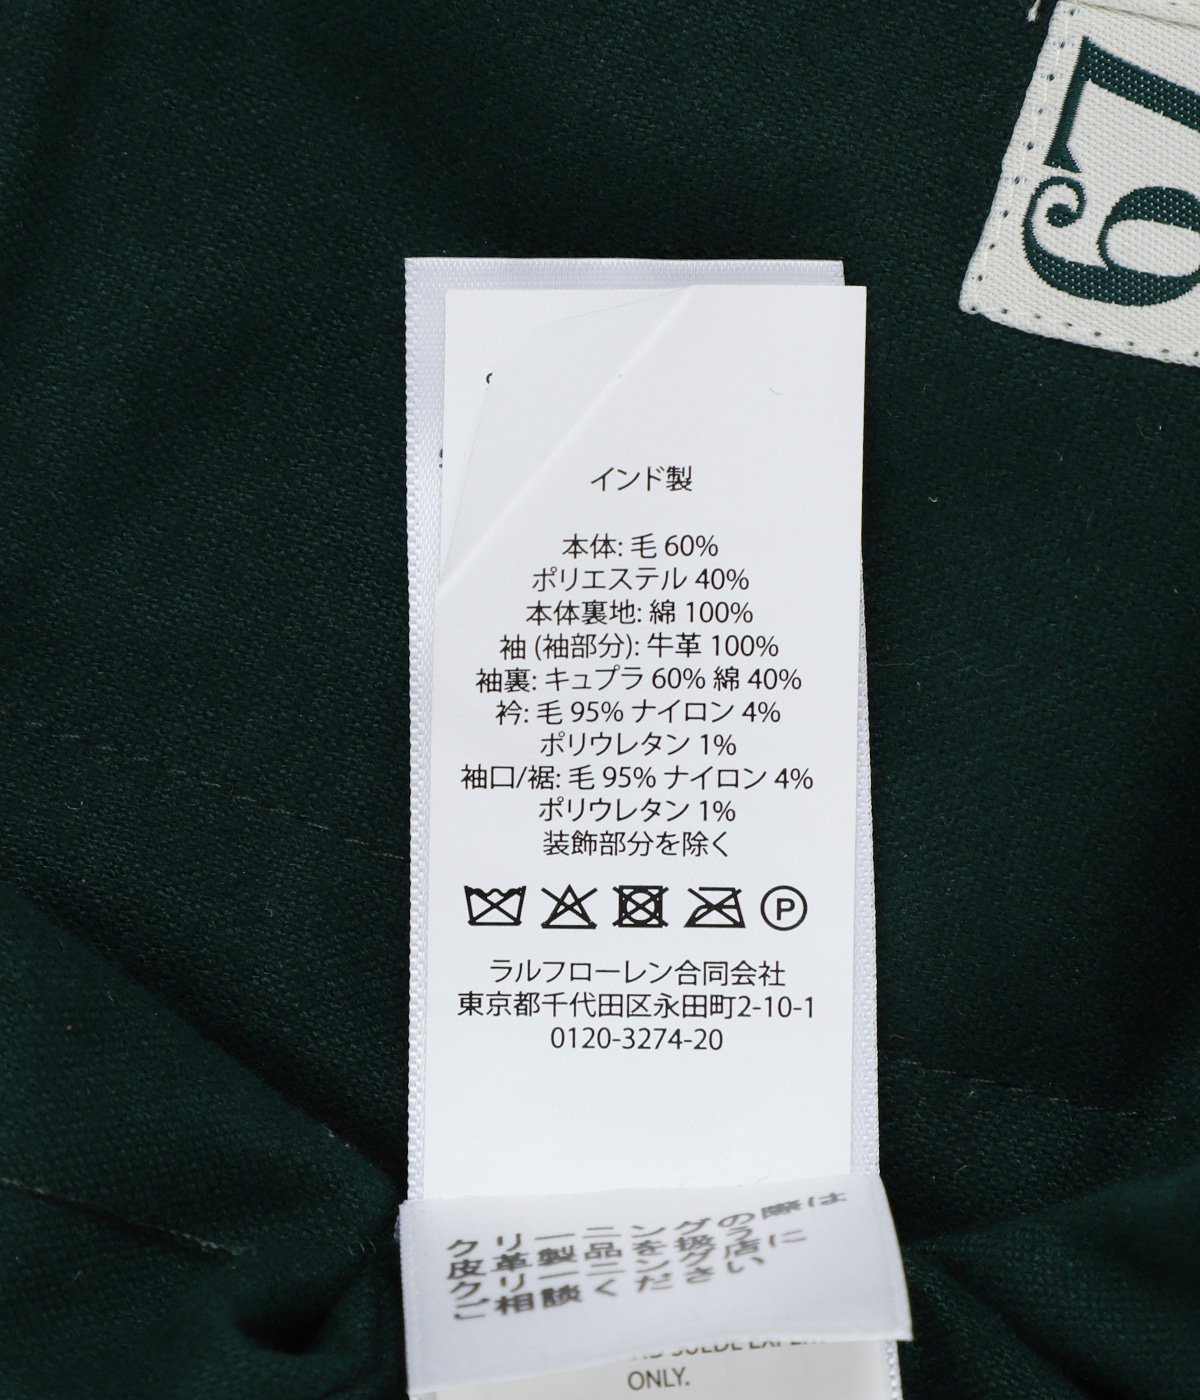 67
インド製
本体: 毛 60%
ポリエステル 40%
本体裏地: 綿 100%
袖 (袖部分): 牛革 100%
袖裏: キュプラ 60% 綿 40%
衿: 毛 95% ナイロン 4%
ポリウレタン 1%
袖口/裾: 毛 95% ナイロン 4%
ポリウレタン 1%
装飾部分を除く
P
ラルフローレン合同会社
東京都千代田区永田町2-10-1
0120-3274-20
クリーニングの際は
皮革製品を扱う
クリーニング店に
ご相談ください
SUEDE
ONLY.